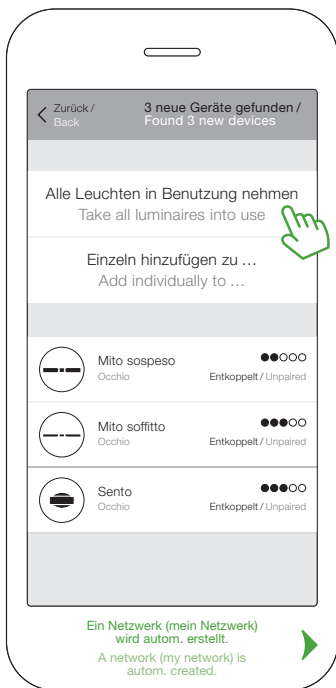 Zurück /
Back
3 neue Geräte gefunden /
Found 3 new devices
Alle Leuchten in Benutzung nehmen
Take all luminaires into use
Einzeln hinzufügen zu …
Add individually to …
Mito sospeso
Occhio
Entkoppelt / Unpaired
Mito soffitto
Occhio
Entkoppelt / Unpaired
Sento
Occhio
Entkoppelt / Unpaired
Ein Netzwerk (mein Netzwerk)
wird autom. erstellt.
A network (my network) is
autom. created.